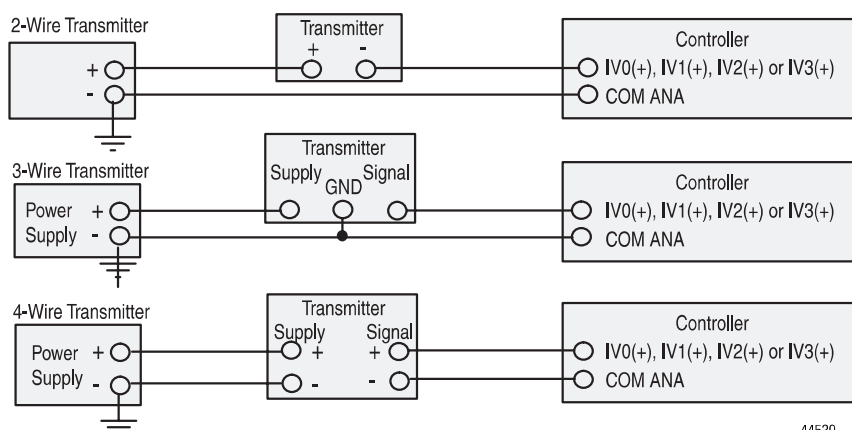 2-Wire Transmitter
+
-
Transmitter
+ -
Controller
IV0(+), IV1(+), IV2(+) or IV3(+)
COM ANA
3-Wire Transmitter
Power Supply
+
-
Transmitter
Supply GND Signal
Controller
IV0(+), IV1(+), IV2(+) or IV3(+)
COM ANA
4-Wire Transmitter
Power Supply
+
-
Transmitter
Supply Signal
+ +
- -
Controller
IV0(+), IV1(+), IV2(+) or IV3(+)
COM ANA
44520